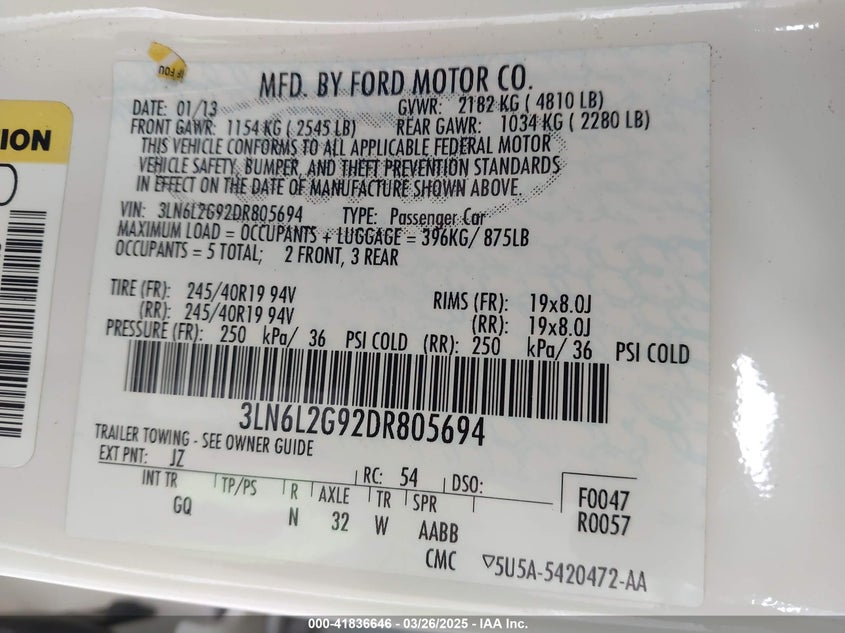 IF FOU
ION
MFD. BY FORD MOTOR CO.
DATE: 01/13 GVWR: 2182 KG ( 4810 LB)
FRONT GAWR: 1154 KG ( 2545 LB) REAR GAWR: 1034 KG ( 2280 LB)
THIS VEHICLE CONFORMS TO ALL APPLICABLE FEDERAL MOTOR
VEHICLE SAFETY, BUMPER, AND THEFT PREVENTION STANDARDS
IN EFFECT ON THE DATE OF MANUFACTURE SHOWN ABOVE.
VIN: 3LN6L2G92DR805694 TYPE: Passenger Car
MAXIMUM LOAD = OCCUPANTS + LUGGAGE = 396KG/ 875LB
OCCUPANTS = 5 TOTAL; 2 FRONT, 3 REAR
TIRE (FR): 245/40R19 94V RIMS (FR): 19x8.0J
(RR): 245/40R19 94V (RR): 19x8.0J
PRESSURE (FR): 250 kPa/ 36 PSI COLD (RR): 250 kPa/ 36 PSI COLD
3LN6L2G92DR805694
TRAILER TOWING - SEE OWNER GUIDE
EXT PNT: JZ RC: 54 DSO:
INT TR TP/PS R AXLE TR SPR F0047
GQ N 32 W AABB R0057
CMC ▽5U5A-5420472-AA
000-41836646 - 03/26/2025 - IAA Inc.